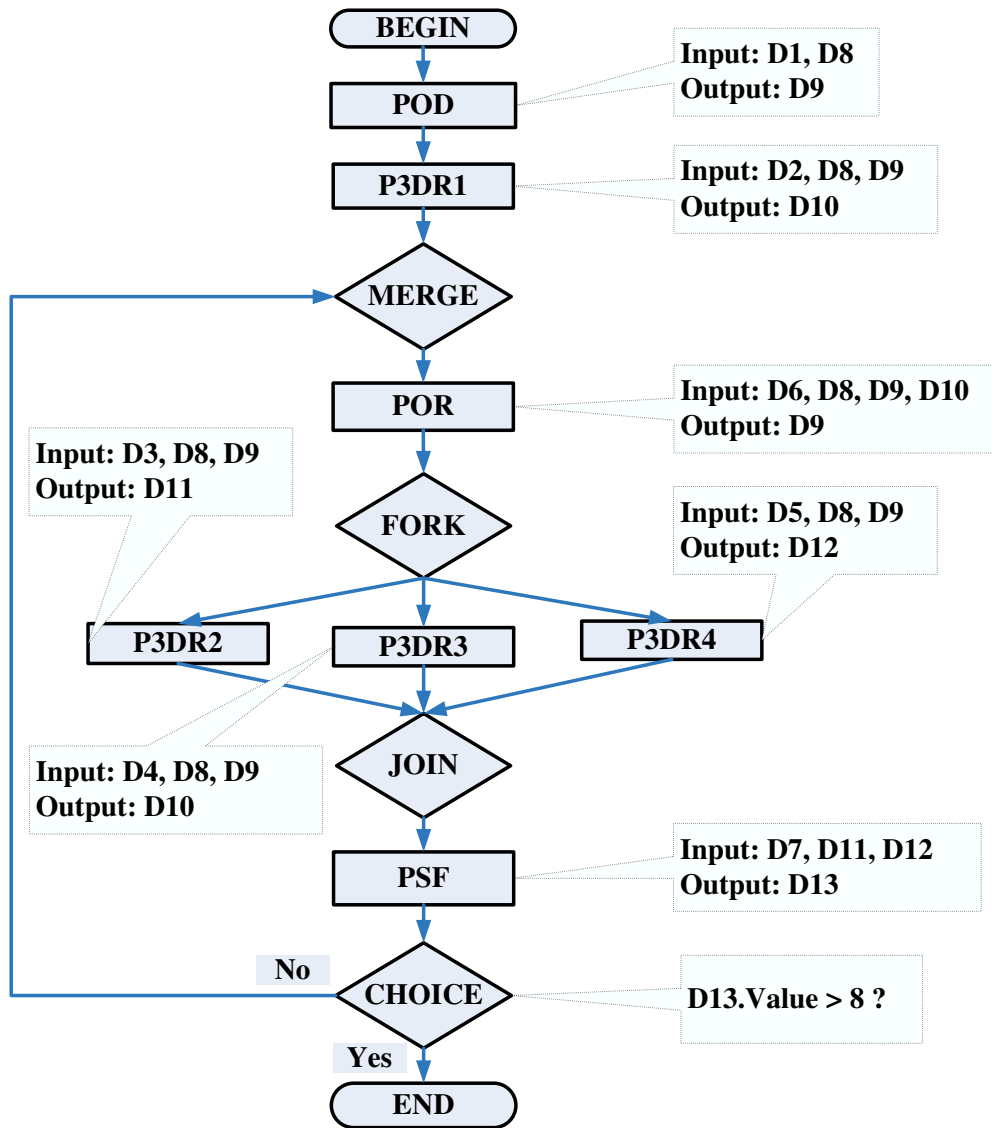 BEGIN
Input: D1, D8
Output: D9
POD
Input: D2, D8, D9
Output: D10
P3DR1
MERGE
POR
Input: D6, D8, D9, D10
Output: D9
Input: D3, D8, D9
Output: D11
FORK
Input: D5, D8, D9
Output: D12
P3DR2
P3DR3
P3DR4
Input: D4, D8, D9
Output: D10
JOIN
PSF
Input: D7, D11, D12
Output: D13
No
CHOICE
D13.Value > 8 ?
Yes
END